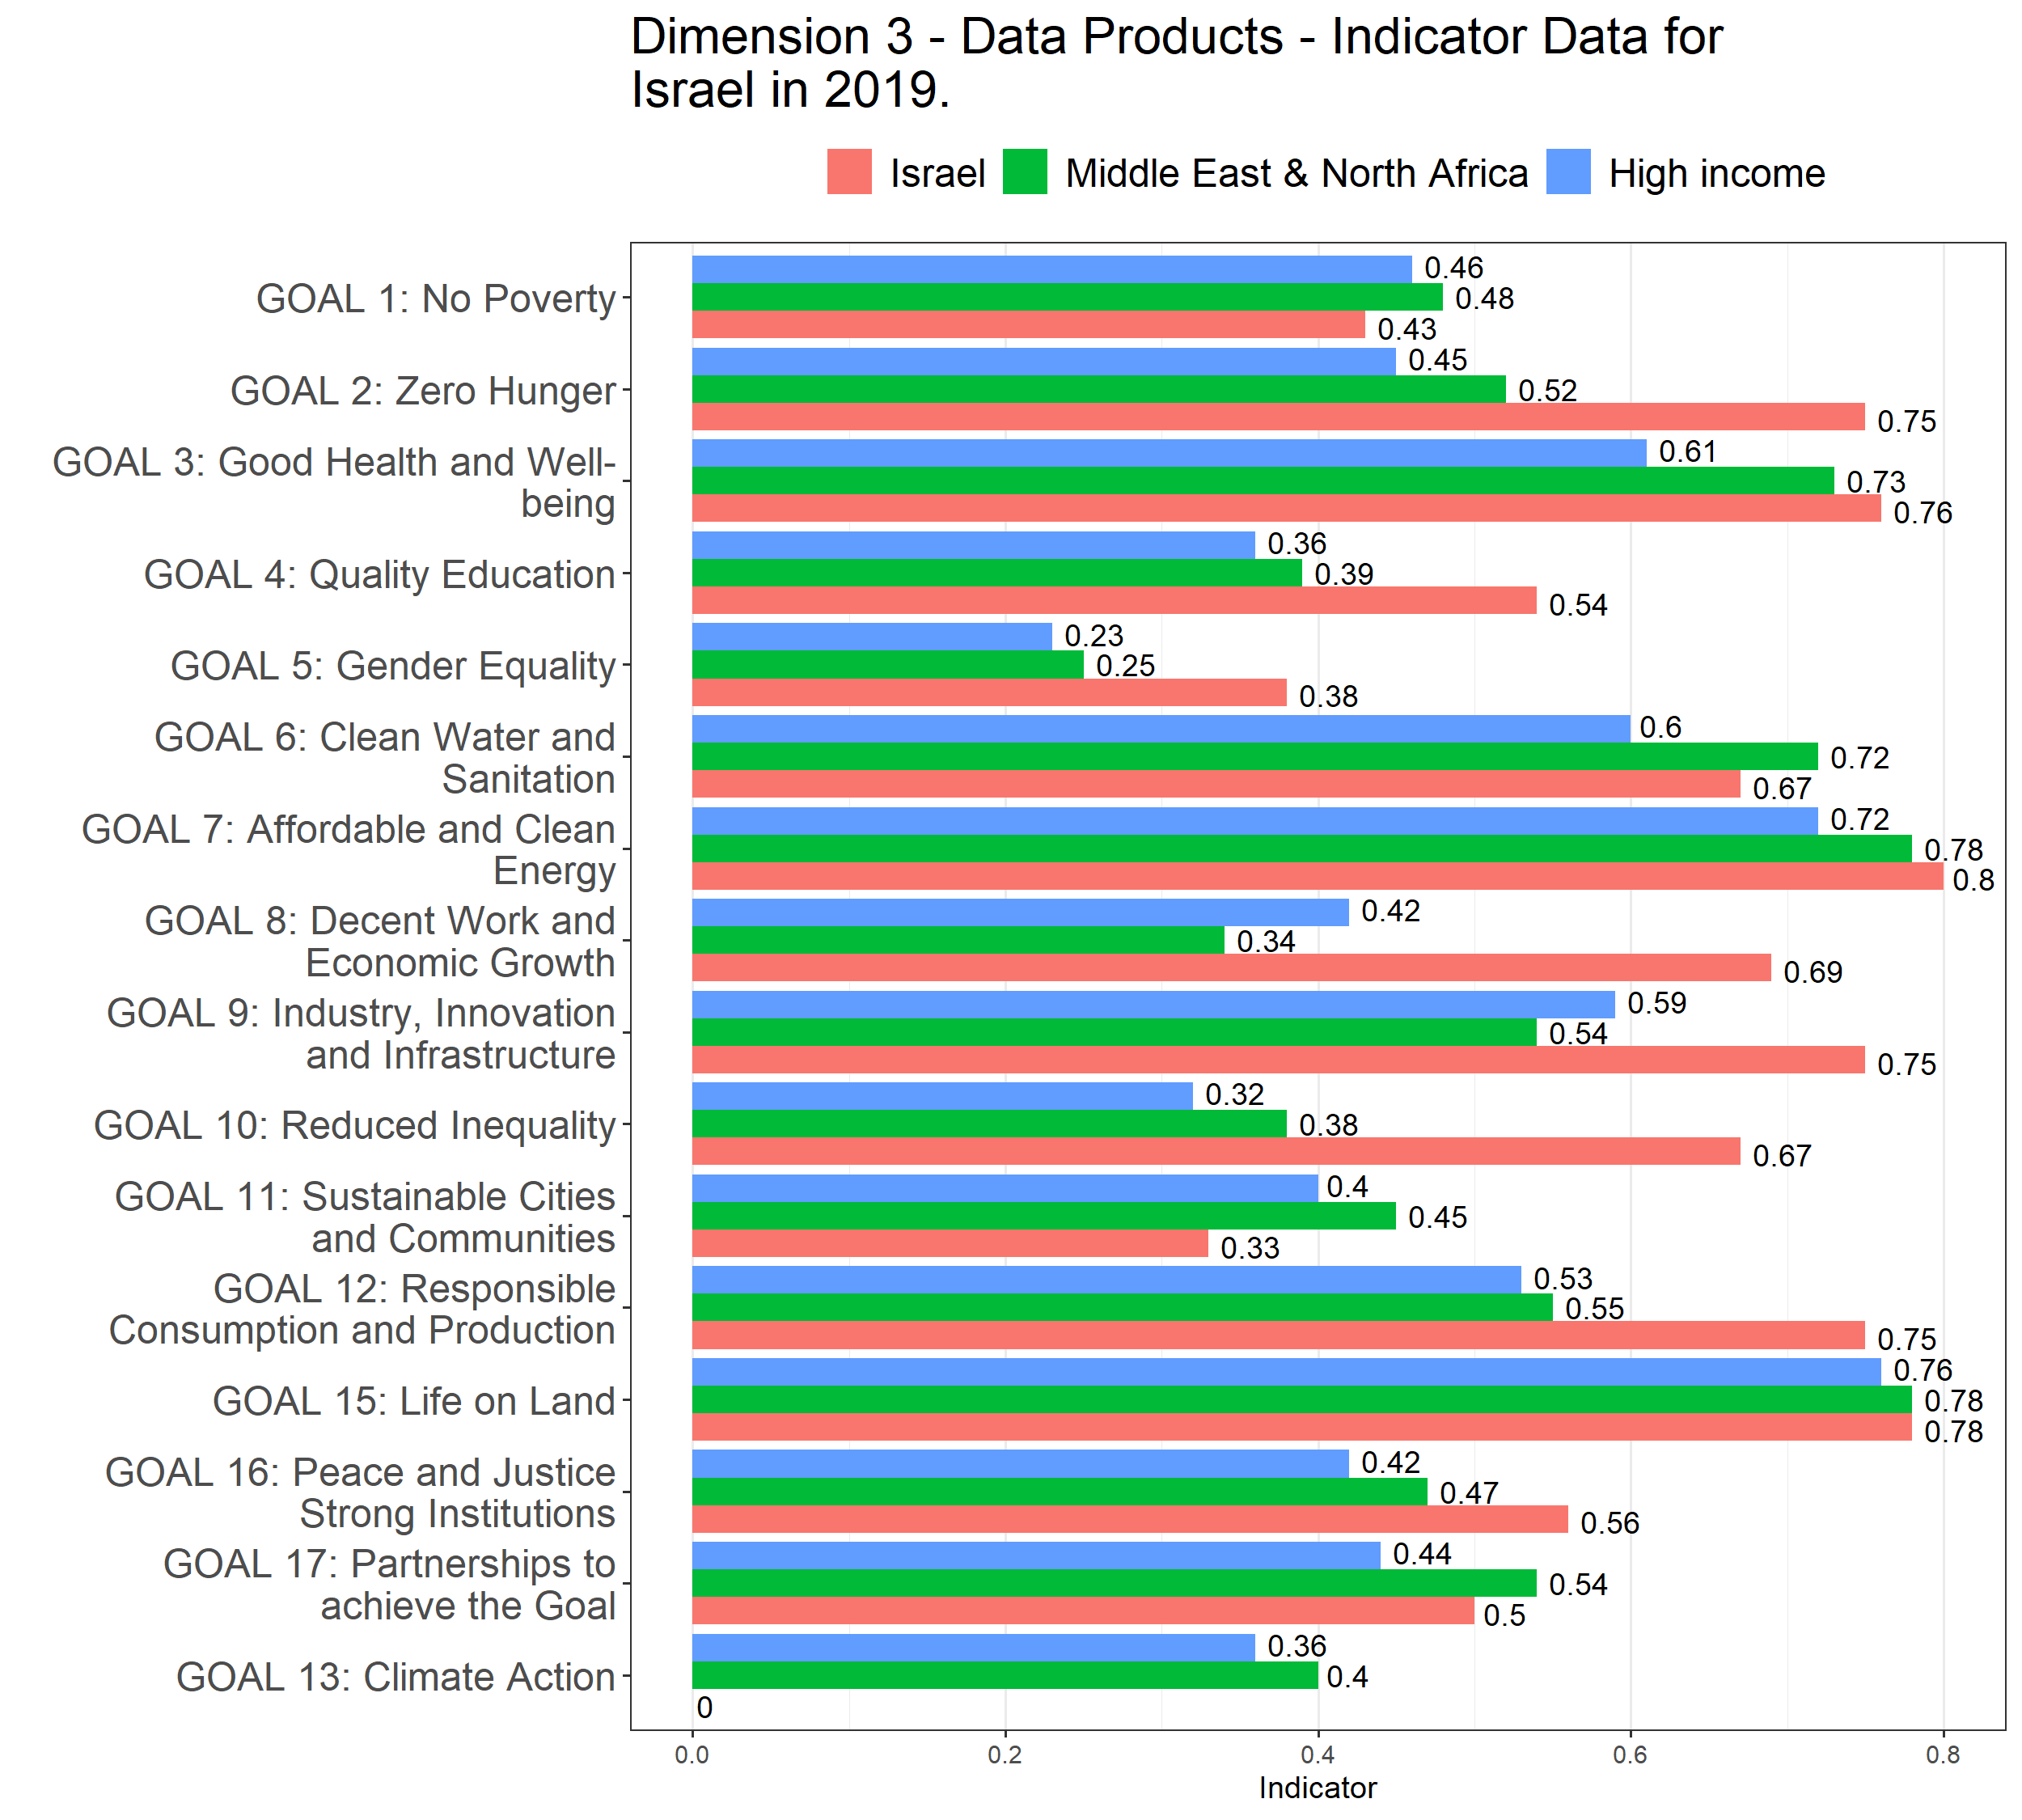 Dimension 3 - Data Products - Indicator Data for
Israel in 2019.
Israel
Middle East & North Africa
High income
GOAL 1: No Poverty
0.46
0.48
0.43
GOAL 2: Zero Hunger
0.45
0.52
0.75
GOAL 3: Good Health and Well-
being
0.61
0.73
0.76
GOAL 4: Quality Education
0.36
0.39
0.54
GOAL 5: Gender Equality
0.23
0.25
0.38
GOAL 6: Clean Water and
Sanitation
0.6
0.72
0.67
GOAL 7: Affordable and Clean
Energy
0.72
0.78
0.8
GOAL 8: Decent Work and
Economic Growth
0.42
0.34
0.69
GOAL 9: Industry, Innovation
and Infrastructure
0.59
0.54
0.75
GOAL 10: Reduced Inequality
0.32
0.38
0.67
GOAL 11: Sustainable Cities
and Communities
0.4
0.45
0.33
GOAL 12: Responsible
Consumption and Production
0.53
0.55
0.75
GOAL 15: Life on Land
0.76
0.78
0.78
GOAL 16: Peace and Justice
Strong Institutions
0.42
0.47
0.56
GOAL 17: Partnerships to
achieve the Goal
0.44
0.54
0.5
GOAL 13: Climate Action
0.36
0.4
0
0.0 0.2 0.4 0.6 0.8
Indicator